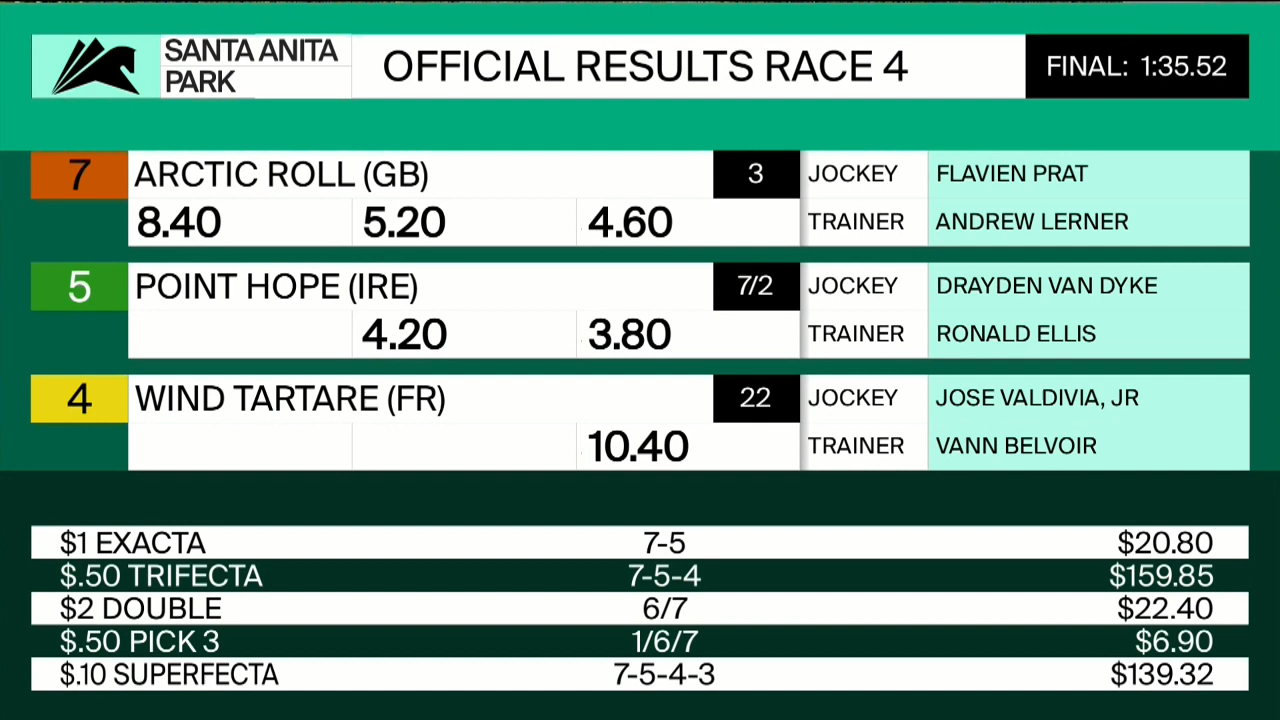 SANTA ANITA
PARK
OFFICIAL RESULTS RACE 4
FINAL: 1:35.52
7 ARCTIC ROLL (GB) 3 JOCKEY FLAVIEN PRAT
8.40 5.20 4.60 TRAINER ANDREW LERNER
5 POINT HOPE (IRE) 7/2 JOCKEY DRAYDEN VAN DYKE
4.20 3.80 TRAINER RONALD ELLIS
4 WIND TARTARE (FR) 22 JOCKEY JOSE VALDIVIA, JR
10.40 TRAINER VANN BELVOIR
$1 EXACTA 7-5 $20.80
$.50 TRIFECTA 7-5-4 $159.85
$2 DOUBLE 6/7 $22.40
$.50 PICK 3 1/6/7 $6.90
$.10 SUPERFECTA 7-5-4-3 $139.32